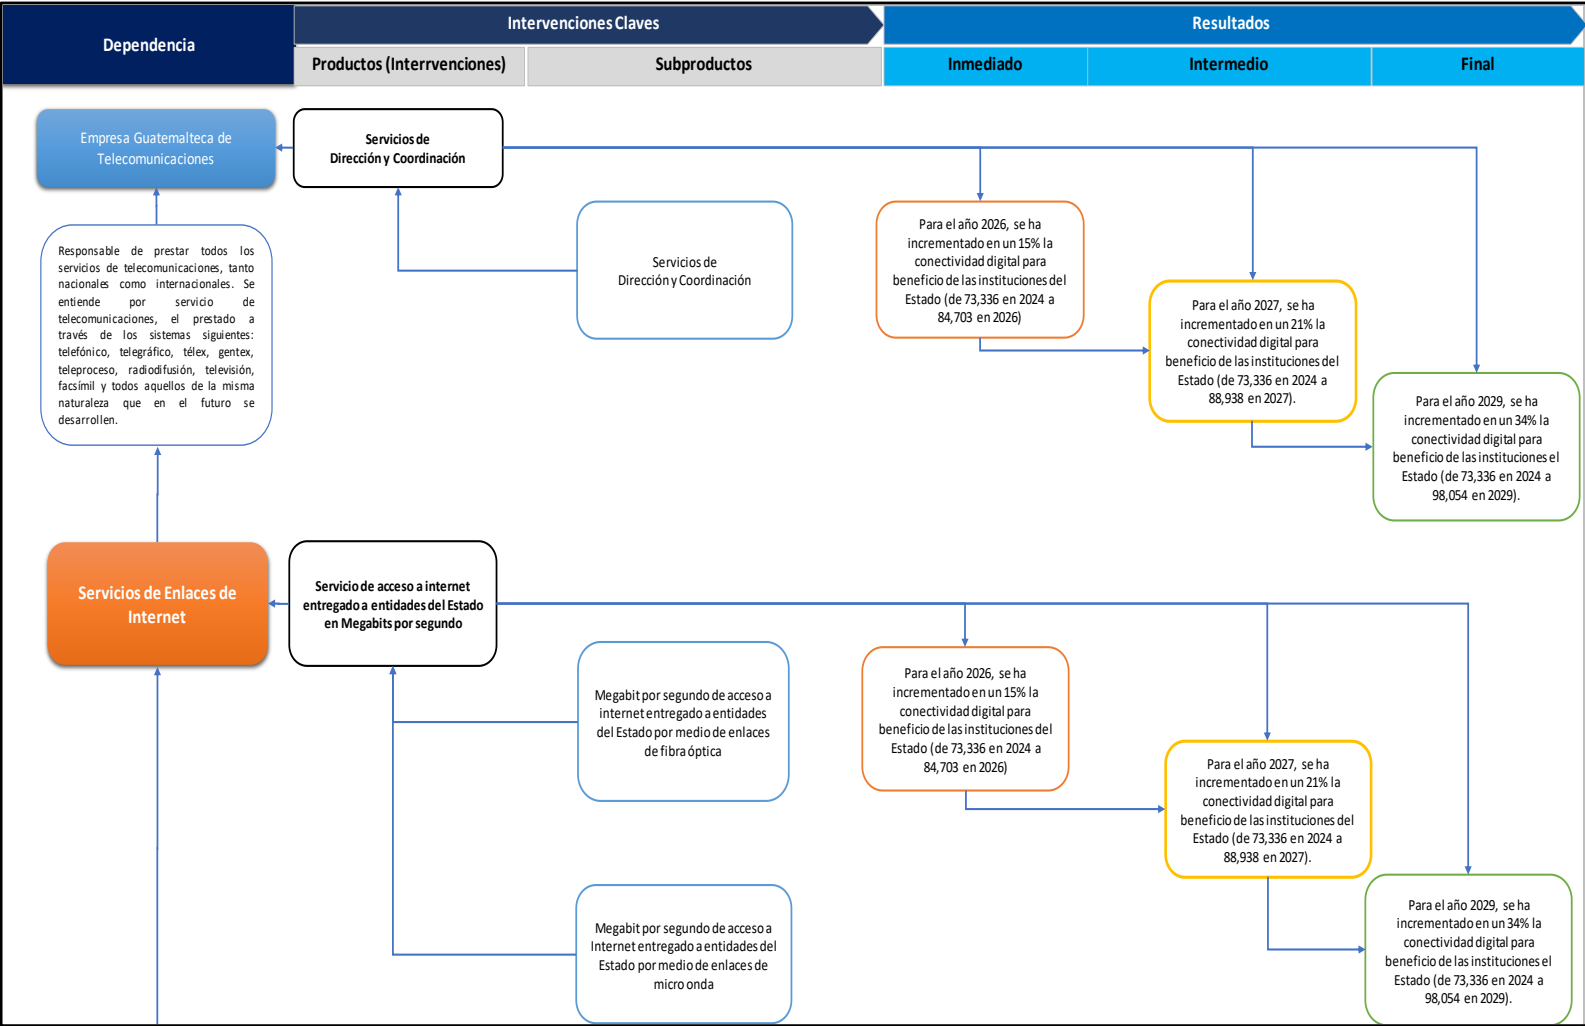 Dependencia
Intervenciones Claves
Resultados
Productos (Interrvenciones)
Subproductos
Inmediado
Intermedio
Final
Empresa Guatemalteca de
Telecomunicaciones
Servicios de
Dirección y Coordinación
Responsable de prestar todos los
servicios de telecomunicaciones, tanto
nacionales como internacionales. Se
entiende por servicio de
telecomunicaciones, el prestado a
través de los sistemas siguientes:
telefónico, telegráfico, télex, gentex,
teleproceso, radiodifusión, televisión,
facsímil y todos aquellos de la misma
naturaleza que en el futuro se
desarrollen.
Servicios de
Dirección y Coordinación
Para el año 2026, se ha
incrementado en un 15% la
conectividad digital para
beneficio de las instituciones del
Estado (de 73,336 en 2024 a
84,703 en 2026)
Para el año 2027, se ha
incrementado en un 21% la
conectividad digital para
beneficio de las instituciones del
Estado (de 73,336 en 2024 a
88,938 en 2027).
Para el año 2029, se ha
incrementado en un 34% la
conectividad digital para
beneficio de las instituciones el
Estado (de 73,336 en 2024 a
98,054 en 2029).
Servicios de Enlaces de
Internet
Servicio de acceso a internet
entregado a entidades del Estado
en Megabits por segundo
Megabit por segundo de acceso a
internet entregado a entidades
del Estado por medio de enlaces
de fibra óptica
Para el año 2026, se ha
incrementado en un 15% la
conectividad digital para
beneficio de las instituciones del
Estado (de 73,336 en 2024 a
84,703 en 2026)
Para el año 2027, se ha
incrementado en un 21% la
conectividad digital para
beneficio de las instituciones del
Estado (de 73,336 en 2024 a
88,938 en 2027).
Megabit por segundo de acceso a
Internet entregado a entidades del
Estado por medio de enlaces de
micro onda
Para el año 2029, se ha
incrementado en un 34% la
conectividad digital para
beneficio de las instituciones el
Estado (de 73,336 en 2024 a
98,054 en 2029).